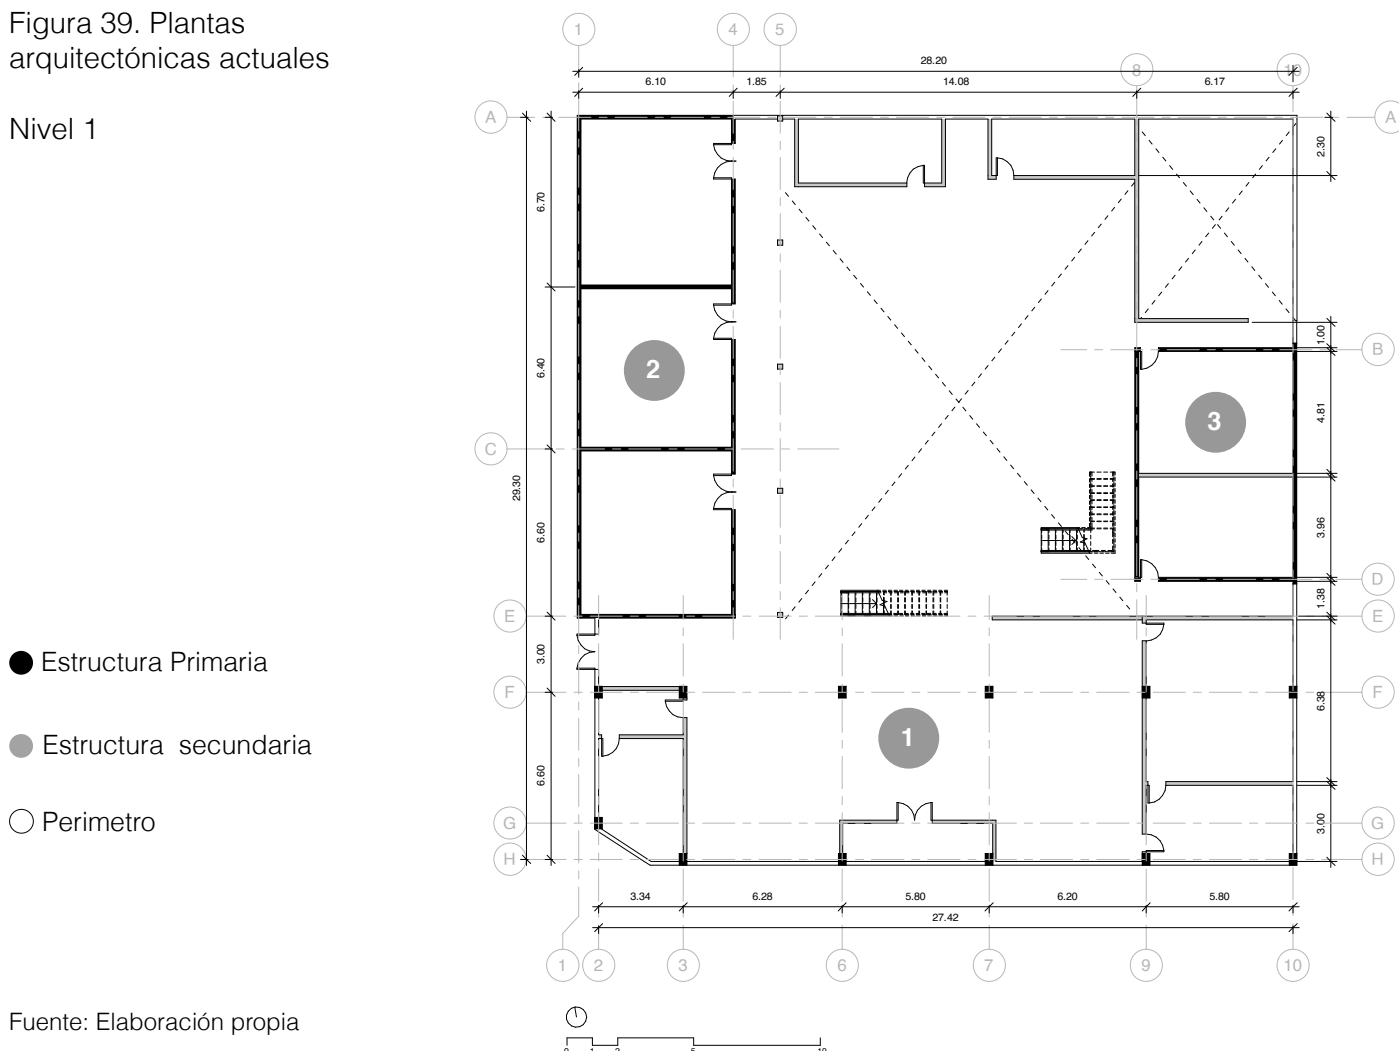 Figura 39. Plantas
arquitectónicas actuales
Nivel 1
1 4 5 8 10
28.20
6.10 1.85 14.08 6.17
A A
2.30
6.70
1.00
B
6.40
2
3
4.81
C
29.30
6.60
3.96
D
1.38
E E
3.00
Estructura Primaria
F F
6.38
1
Estructura secundaria
6.60
Perimetro
G G
3.00
H H
3.34 6.28 5.80 6.20 5.80
27.42
1 2 3 6 7 9 10
Fuente: Elaboración propia